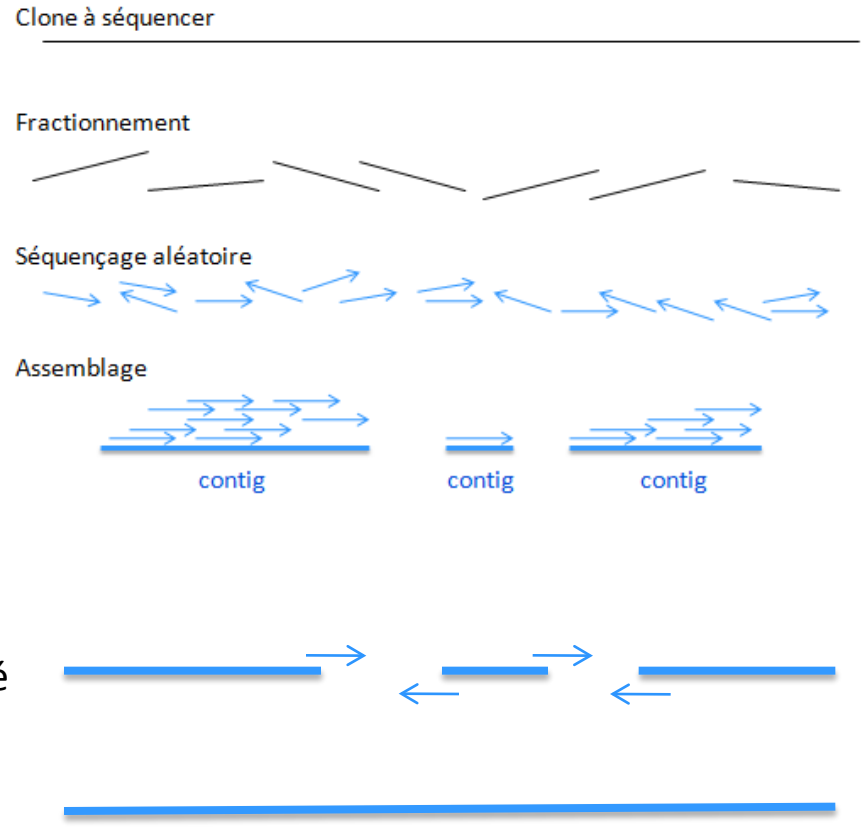 Clone à séquencer
Fractionnement
Séquençage aléatoire
Assemblage
contig
contig
contig
é